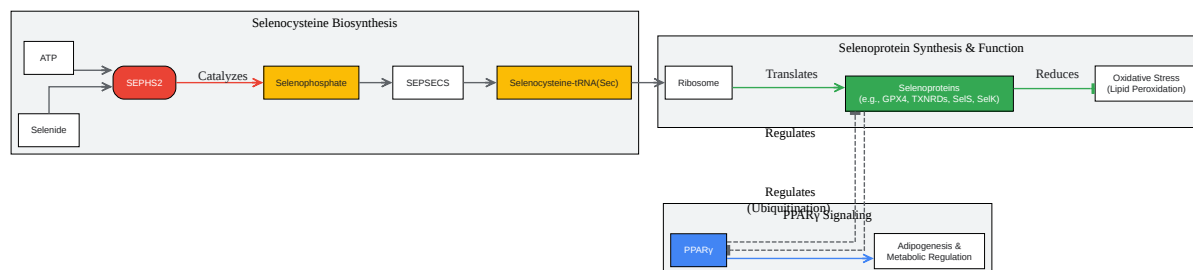 Selenocysteine Biosynthesis
ATP
SEPHS2
Catalyzes
Selenophosphate
SEPSECS
Selenocysteine-tRNA(Sec)
Selenide
Selenoprotein Synthesis & Function
Ribosome
Translates
Selenoproteins
(e.g., GPX4, TXNRDs, SelS, SelK)
Reduces
Oxidative Stress
(Lipid Peroxidation)
Regulates
Regulates
(Ubiquitination)
PPARγ Signaling
PPARγ
Adipogenesis &
Metabolic Regulation